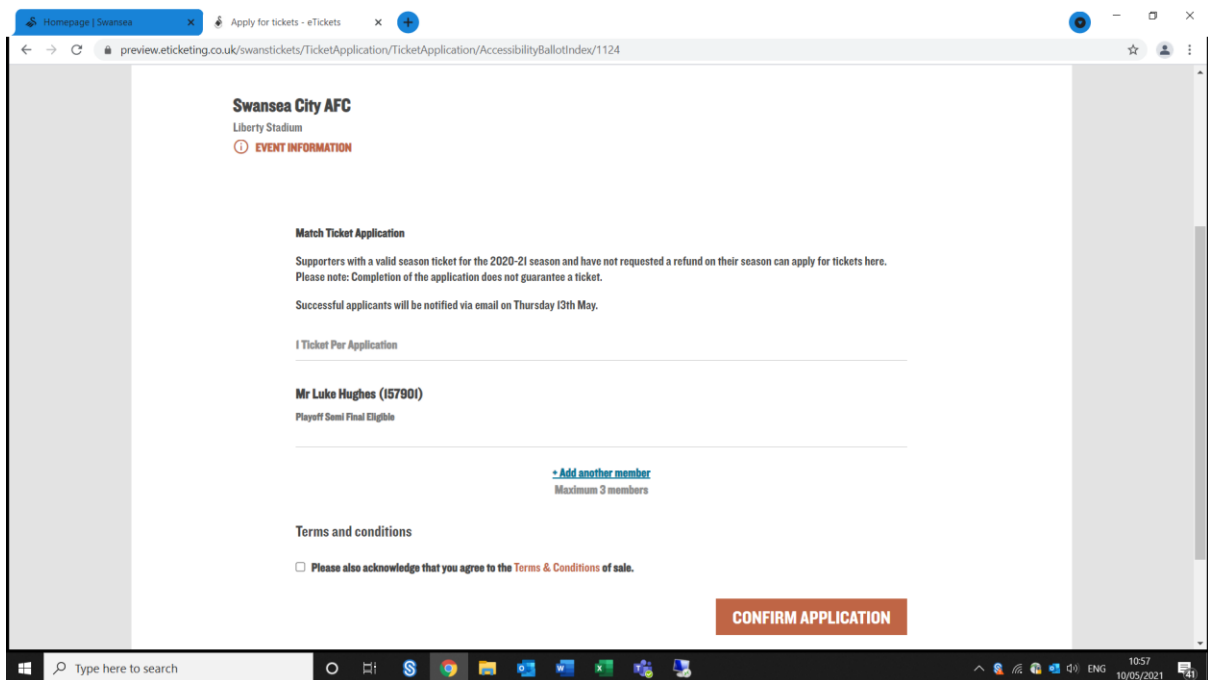 Homepage | Swansea
Apply for tickets - eTickets
preview.eticketing.co.uk/swanstickets/TicketApplication/TicketApplication/AccessibilityBallotIndex/1124
Swansea City AFC
Liberty Stadium
EVENT INFORMATION
Match Ticket Application
Supporters with a valid season ticket for the 2020-21 season and have not requested a refund on their season can apply for tickets here.
Please note: Completion of the application does not guarantee a ticket.
Successful applicants will be notified via email on Thursday 13th May.
1 Ticket Per Application
Mr Luke Hughes (157901)
Playoff Semi Final Eligible
+ Add another member
Maximum 3 members
Terms and conditions
Please also acknowledge that you agree to the Terms & Conditions of sale.
CONFIRM APPLICATION
Type here to search
ENG
10:57
10/05/2021
41